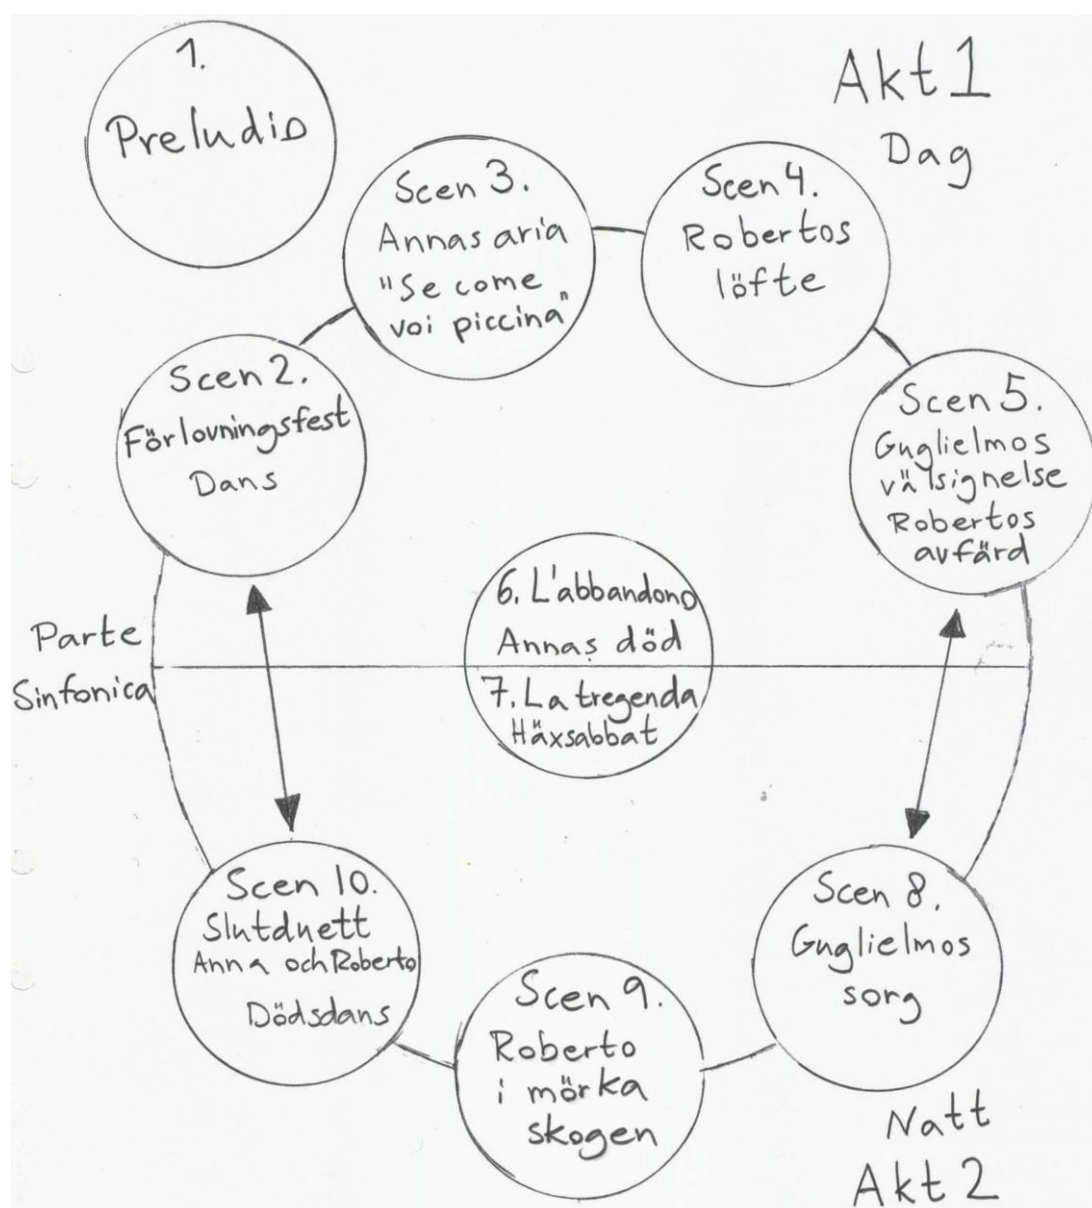 1.
Preludio
Akt 1
Dag
Scen 3.
Annas aria
"Se come
voi piccina"
Scen 4.
Robertos
löfte
Scen 2.
Förlovningsfest
Dans
Scen 5.
Guglielmos
välsignelse
Robertos
avfärd
Parte
Sinfonica
6. L'abbandono
Annas död
7. La tregenda
Häxsabbat
Scen 10.
Slutduett
Anna och Roberto
Dödsdans
Scen 9.
Roberto
i mörka
skogen
Scen 8.
Guglielmos
sorg
Natt
Akt 2